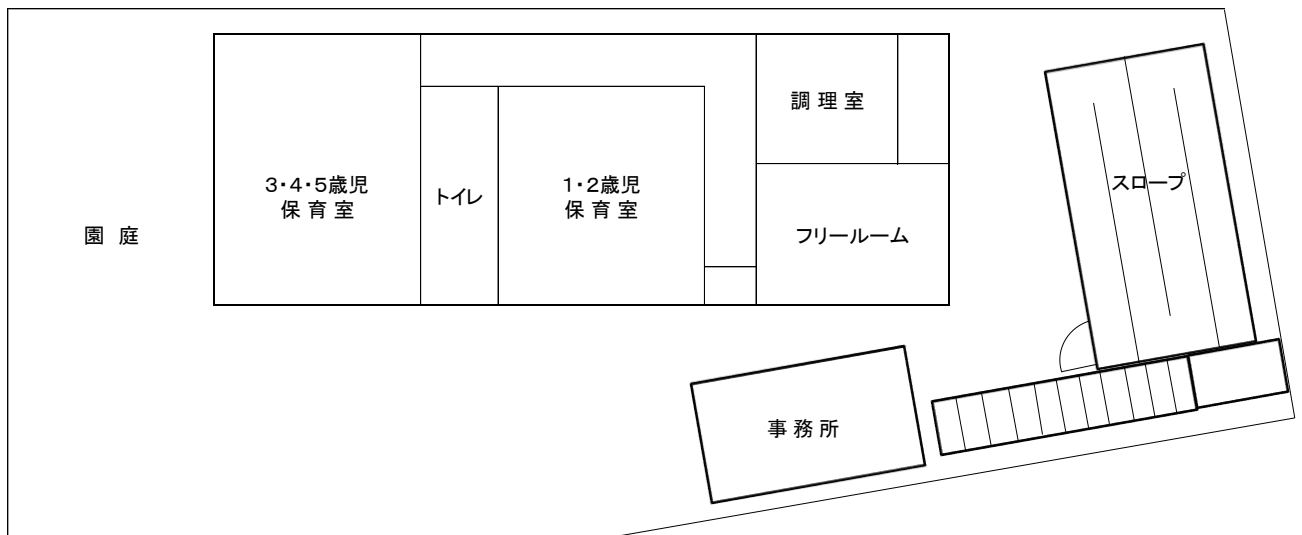 園 庭
3・4・5歳児
保 育 室
トイレ
1・2歳児
保 育 室
調 理 室
フリールーム
スロープ
事 務 所